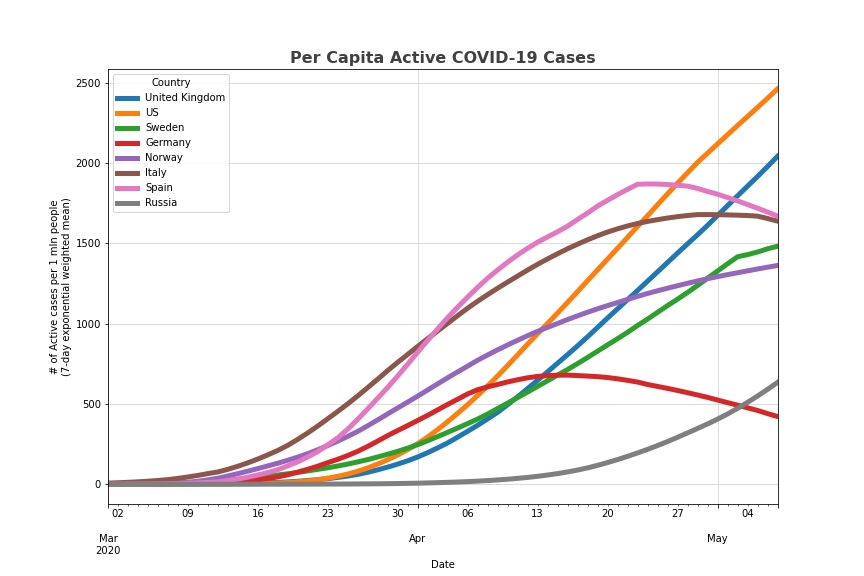 Per Capita Active COVID-19 Cases
# of Active cases per 1 mln people
(7-day exponential weighted mean)
2500
2000
1500
1000
500
0
Country
United Kingdom
US
Sweden
Germany
Norway
Italy
Spain
Russia
02 09 16 23 30 06 13 20 27 04
Mar Apr May
2020
Date